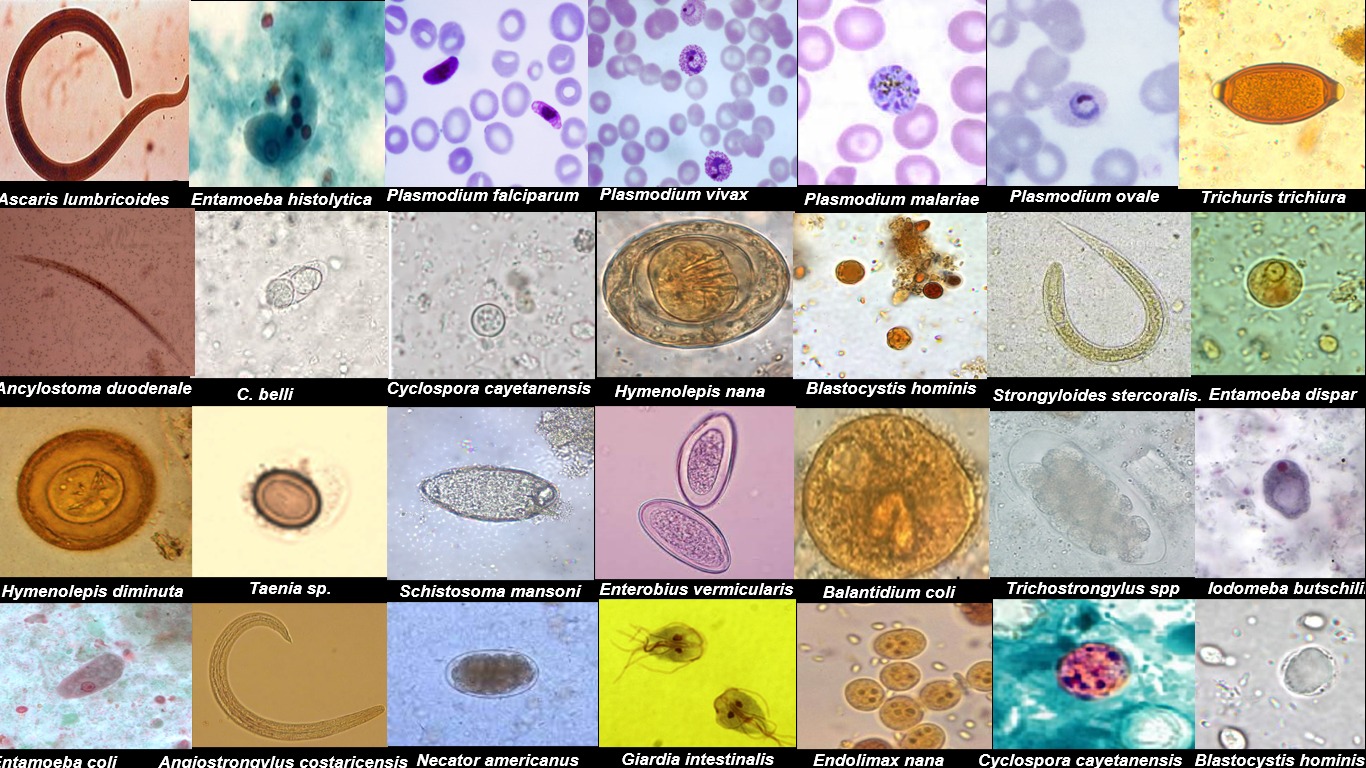 Ascaris lumbricoides
Entamoeba histolytica
Plasmodium falciparum
Plasmodium vivax
Plasmodium malariae
Plasmodium ovale
Trichuris trichiura
Ancylostoma duodenale
C. belli
Cyclospora cayetanensis
Hymenolepis nana
Blastocystis hominis
Strongyloides stercoralis.
Entamoeba dispar
Hymenolepis diminuta
Taenia sp.
Schistosoma mansoni
Enterobius vermicularis
Balantidium coli
Trichostrongylus spp
Iodomeba butschili
Entamoeba coli
Angiostrongylus costaricensis
Necator americanus
Giardia intestinalis
Endolimax nana
Cyclospora cayetanensis
Blastocystis hominis